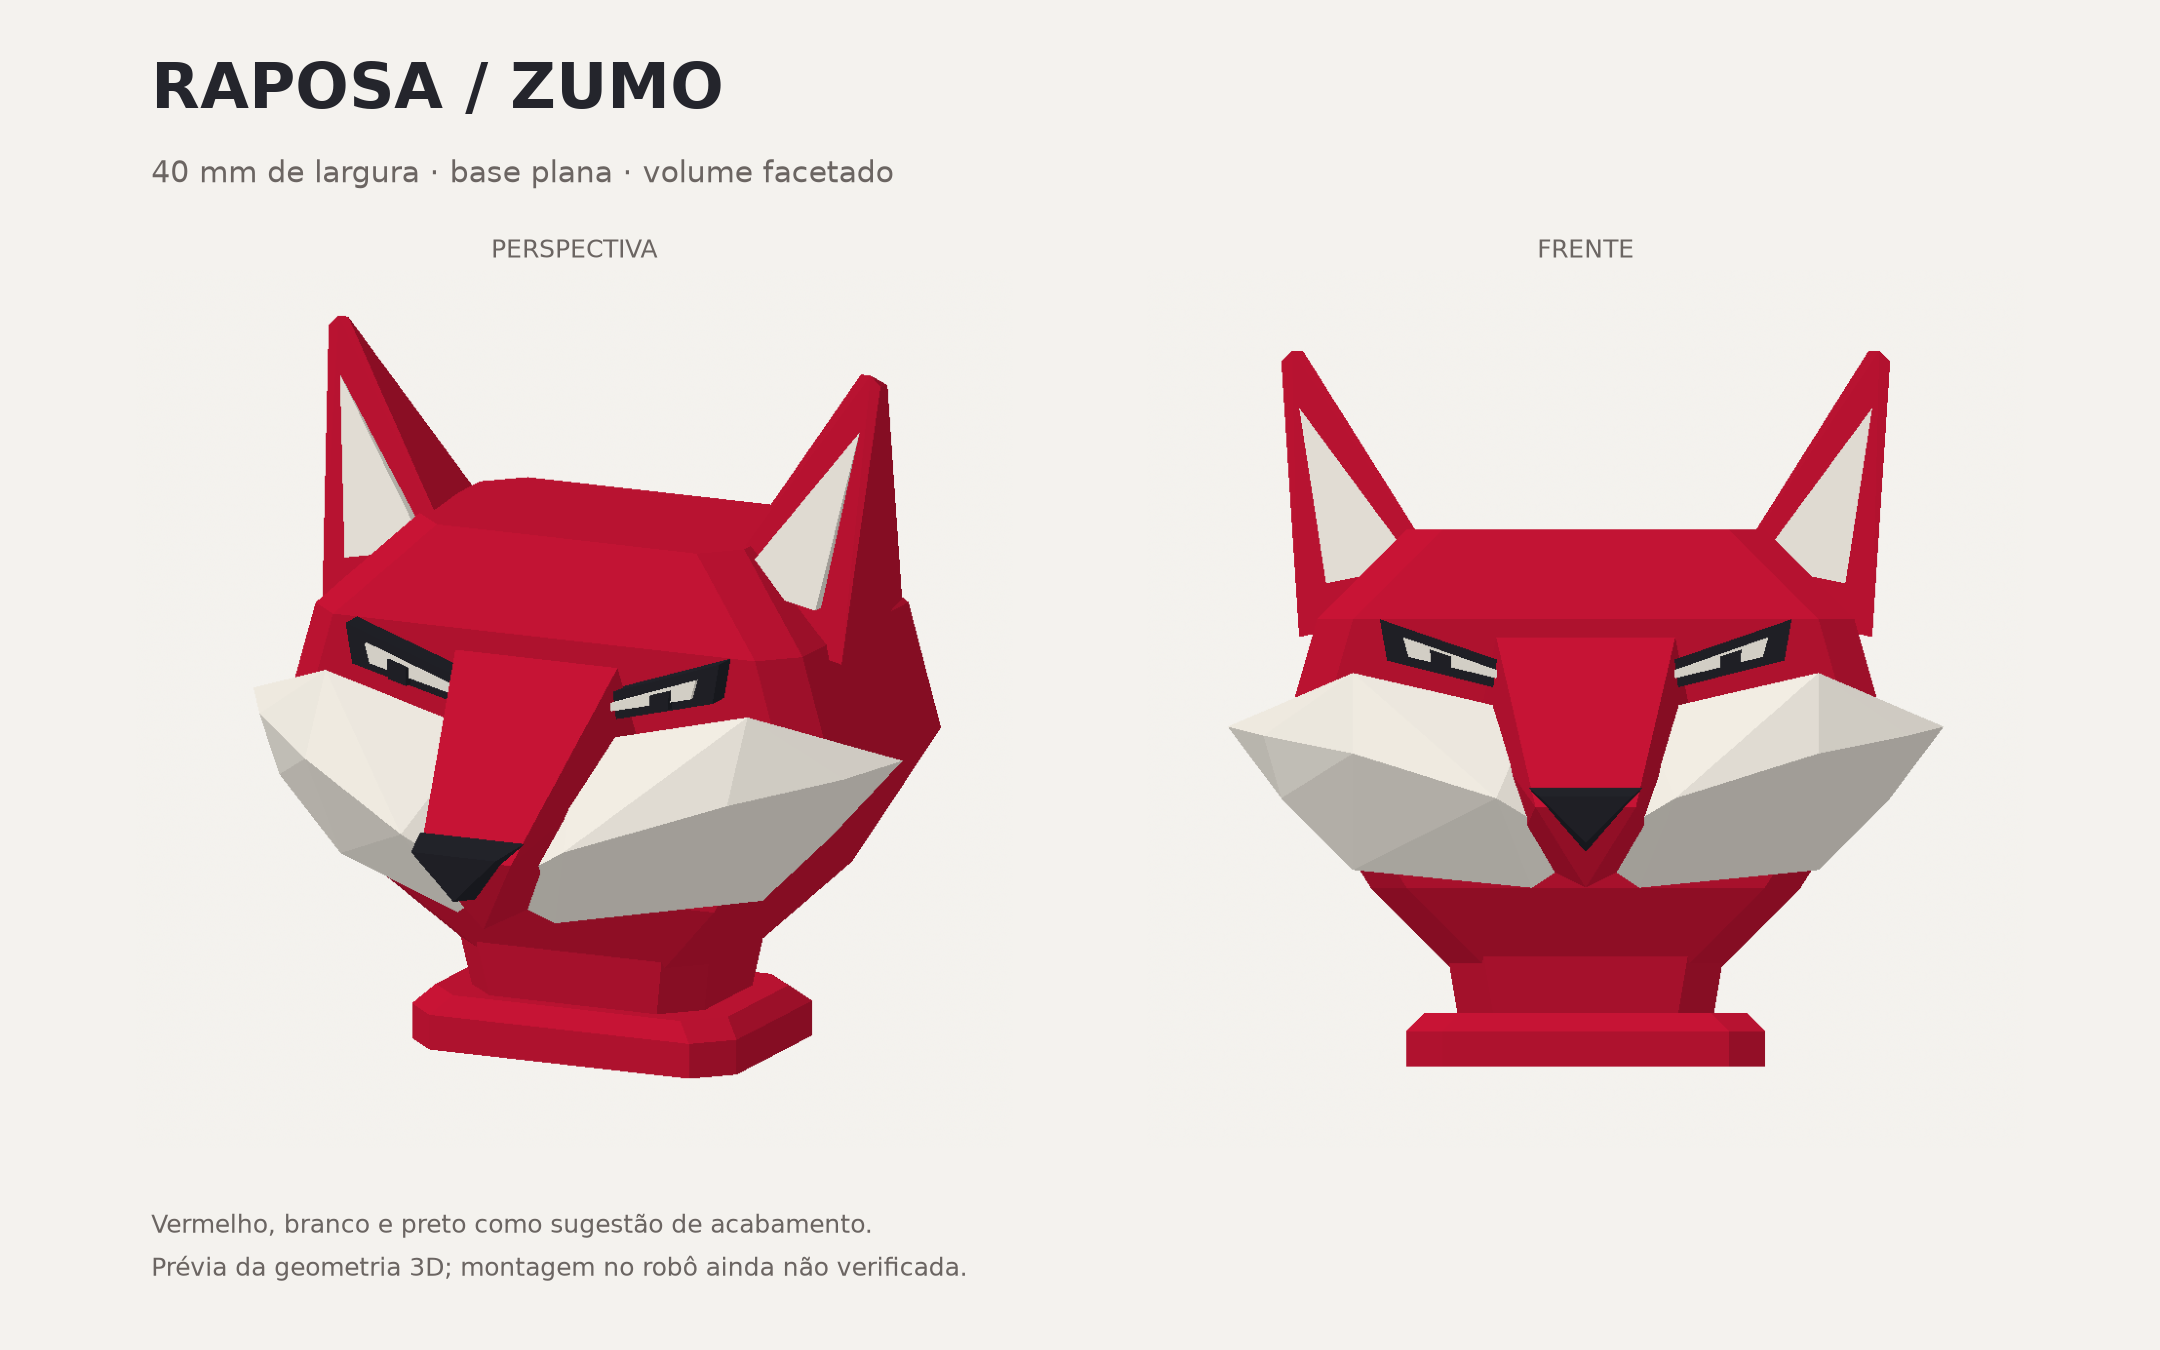 RAPOSA / ZUMO
40 mm de largura · base plana · volume facetado
PERSPECTIVA
FRENTE
Vermelho, branco e preto como sugestão de acabamento.
Prévia da geometria 3D; montagem no robô ainda não verificada.